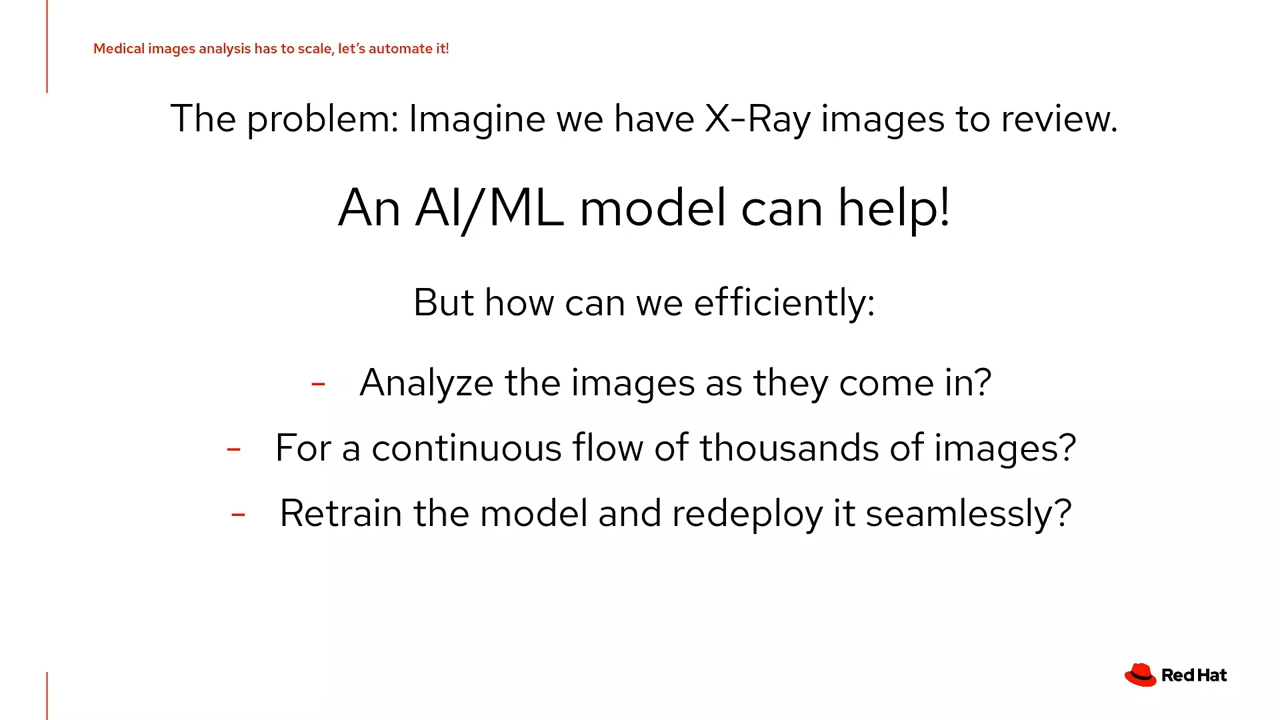 Medical images analysis has to scale, let’s automate it!
The problem: Imagine we have X-Ray images to review.
An AI/ML model can help!
But how can we efficiently:
- Analyze the images as they come in?
- For a continuous flow of thousands of images?
- Retrain the model and redeploy it seamlessly?
Red Hat